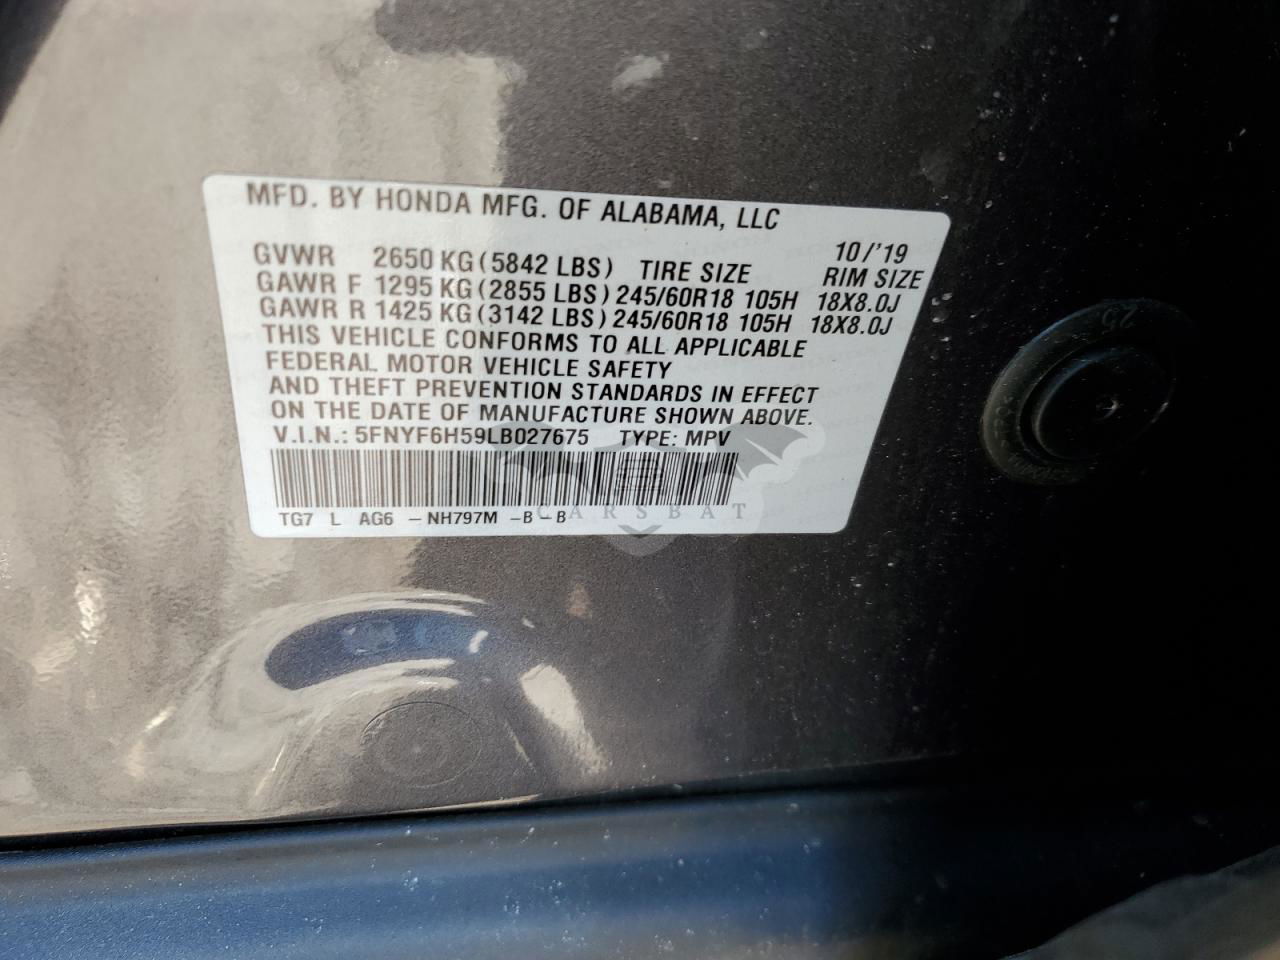 MFD. BY HONDA MFG. OF ALABAMA, LLC
10/'19
GVWR 2650 KG (5842 LBS) TIRE SIZE RIM SIZE
GAWR F 1295 KG (2855 LBS) 245/60R18 105H 18X8.0J
GAWR R 1425 KG (3142 LBS) 245/60R18 105H 18X8.0J
THIS VEHICLE CONFORMS TO ALL APPLICABLE
FEDERAL MOTOR VEHICLE SAFETY
AND THEFT PREVENTION STANDARDS IN EFFECT
ON THE DATE OF MANUFACTURE SHOWN ABOVE.
V.I.N.: 5FNYF6H59LB027675 TYPE: MPV
TG7 L AG6 -NH797M -B-B
CARSBAT